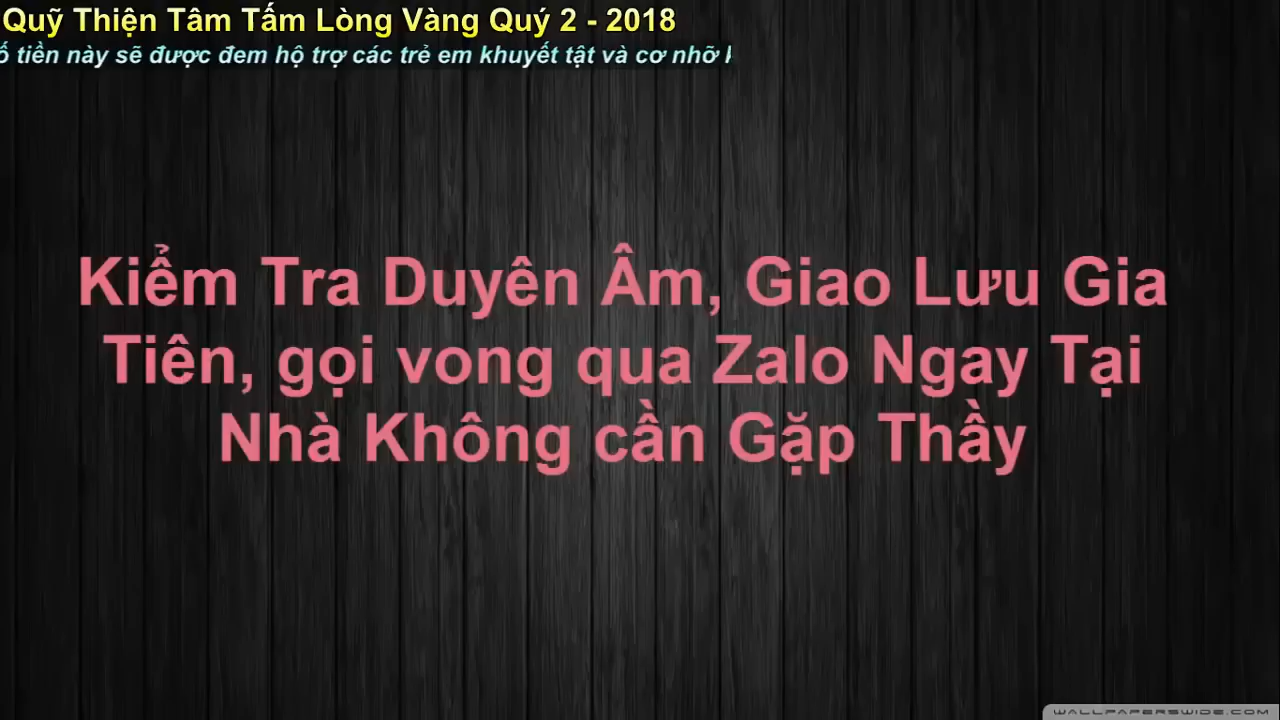 Quỹ Thiện Tâm Tấm Lòng Vàng Quý 2 - 2018
tiền này sẽ được đem hộ trợ các trẻ em khuyết tật và cơ nhỡ
Kiểm Tra Duyên Âm, Giao Lưu Gia
Tiên, gọi vong qua Zalo Ngay Tại
Nhà Không cần Gặp Thầy
WALLPAPERSWIDE.COM